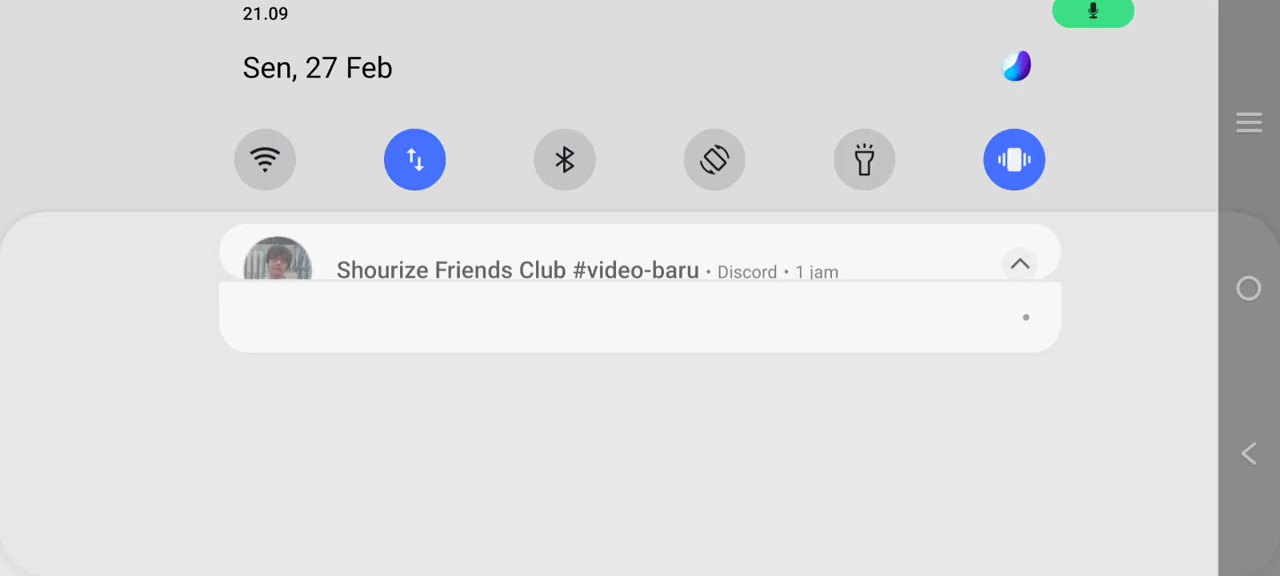 21.09
Sen, 27 Feb
Shourize Friends Club #video-baru • Discord • 1 jam